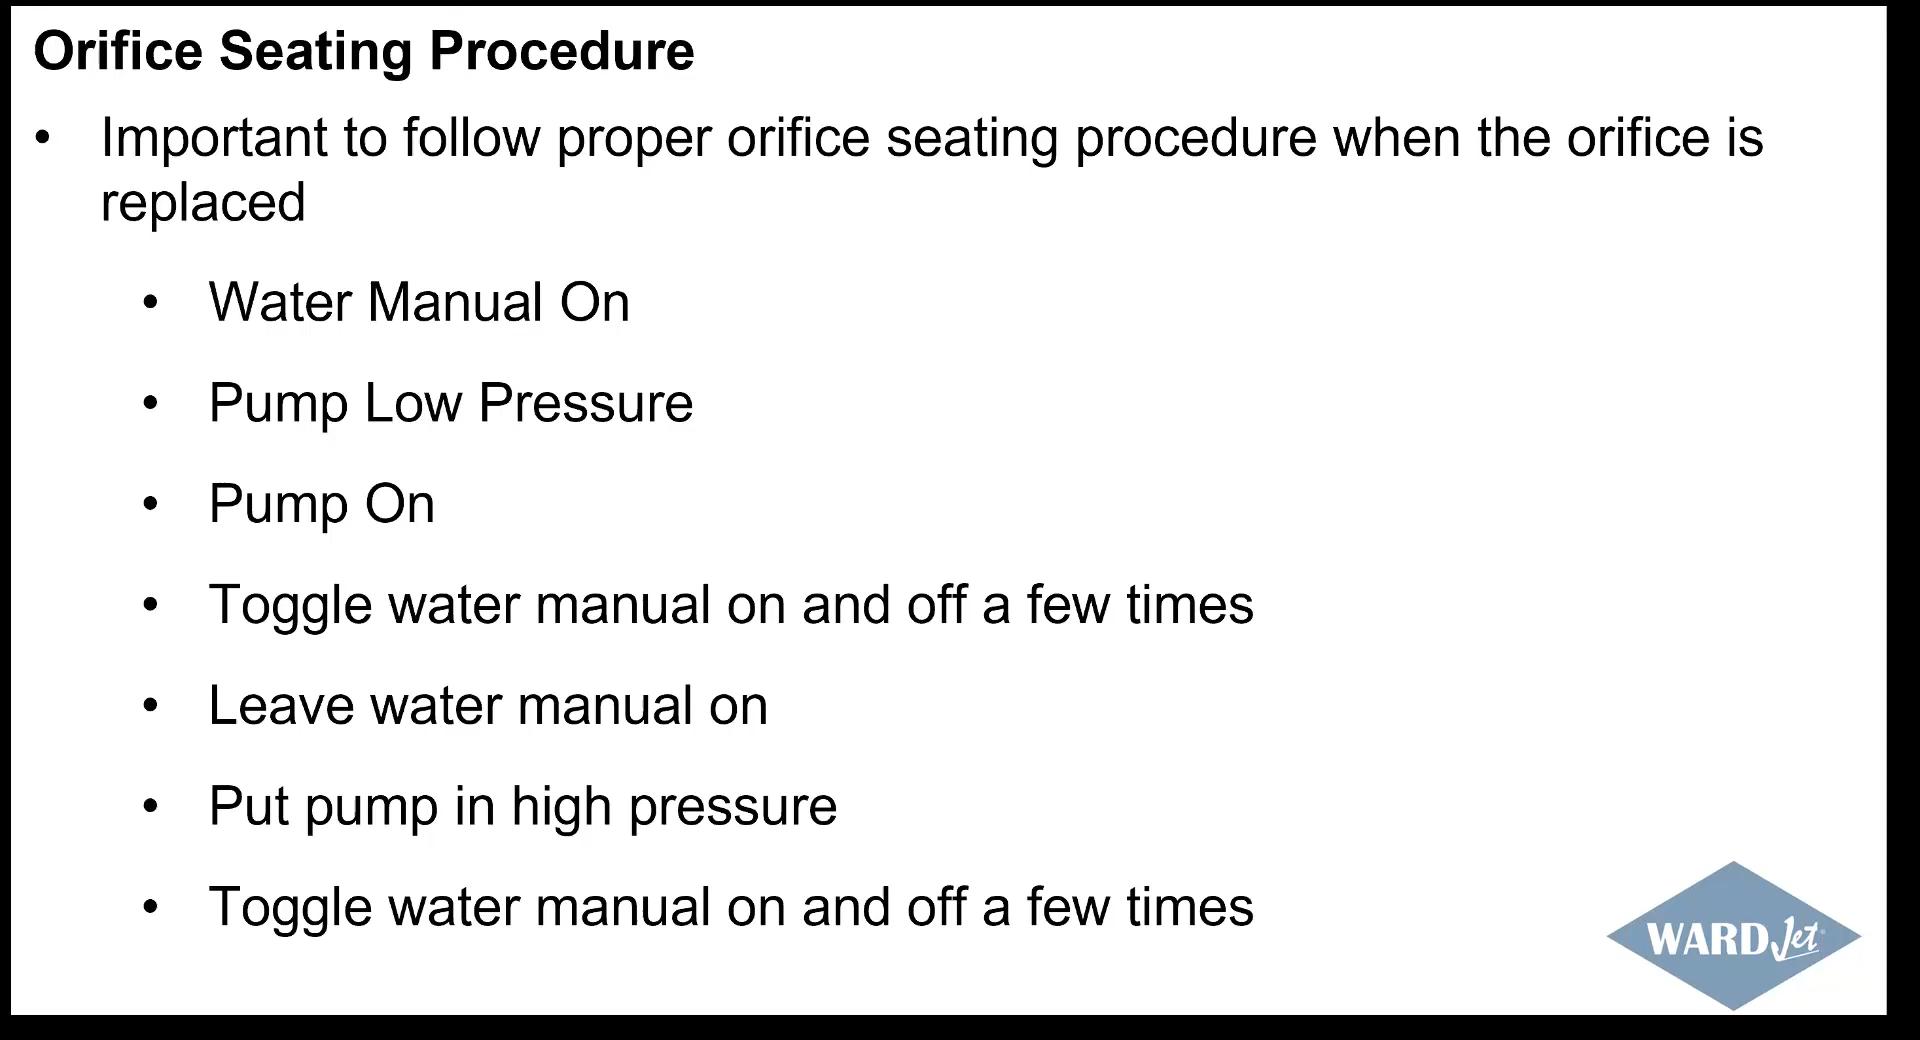 Orifice Seating Procedure
• Important to follow proper orifice seating procedure when the orifice is
replaced
• Water Manual On
• Pump Low Pressure
• Pump On
• Toggle water manual on and off a few times
• Leave water manual on
• Put pump in high pressure
• Toggle water manual on and off a few times
WARDJet